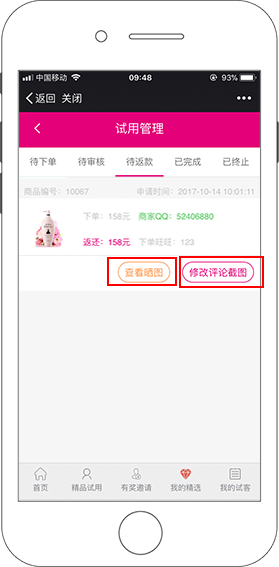 中国移动 09:48 93%
返回 关闭 •••
试用管理
待下单 待审核 待返款 已完成 已终止
商品编号：10067 申请时间：2017-10-14 10:01:11
下单：158元 商家QQ：52406880
返还：158元 下单旺旺：123
查看晒图 修改评论截图
首页 精品试用 有奖邀请 我的精选 我的试客